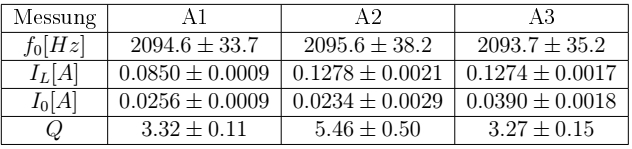 Messung A1 A2 A3
f₀[Hz] 2094.6 ± 33.7 2095.6 ± 38.2 2093.7 ± 35.2
I_L[A] 0.0850 ± 0.0009 0.1278 ± 0.0021 0.1274 ± 0.0017
I₀[A] 0.0256 ± 0.0009 0.0234 ± 0.0029 0.0390 ± 0.0018
Q 3.32 ± 0.11 5.46 ± 0.50 3.27 ± 0.15